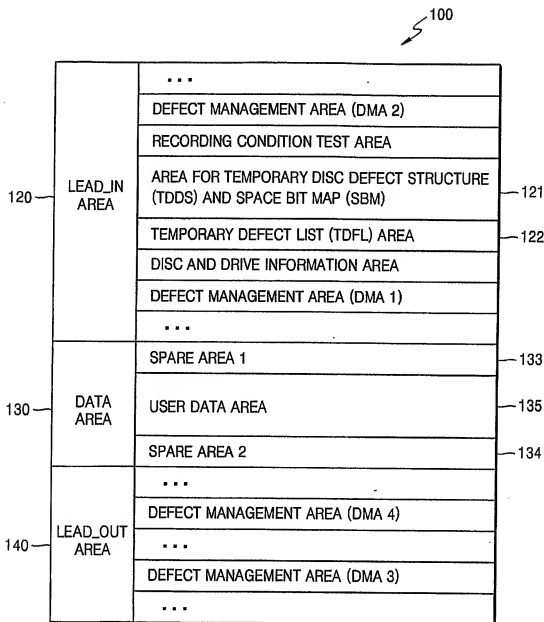 100
...
DEFECT MANAGEMENT AREA (DMA 2)
RECORDING CONDITION TEST AREA
120
LEAD_IN
AREA
AREA FOR TEMPORARY DISC DEFECT STRUCTURE
(TDDS) AND SPACE BIT MAP (SBM)
121
TEMPORARY DEFECT LIST (TDFL) AREA
122
DISC AND DRIVE INFORMATION AREA
DEFECT MANAGEMENT AREA (DMA 1)
...
SPARE AREA 1
133
130
DATA
AREA
USER DATA AREA
135
SPARE AREA 2
134
...
140
LEAD_OUT
AREA
DEFECT MANAGEMENT AREA (DMA 4)
...
DEFECT MANAGEMENT AREA (DMA 3)
...